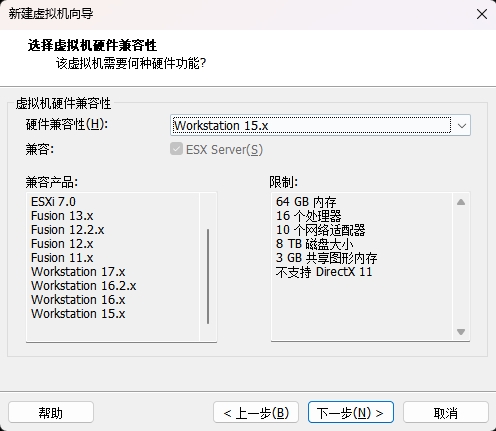 新建虚拟机向导
选择虚拟机硬件兼容性
该虚拟机需要何种硬件功能?
虚拟机硬件兼容性
硬件兼容性(H): Workstation 15.x
兼容: ESX Server(S)
兼容产品:
ESXi 7.0
Fusion 13.x
Fusion 12.2.x
Fusion 12.x
Fusion 11.x
Workstation 17.x
Workstation 16.2.x
Workstation 16.x
Workstation 15.x
限制:
64 GB 内存
16 个处理器
10 个网络适配器
8 TB 磁盘大小
3 GB 共享图形内存
不支持 DirectX 11
帮助 < 上一步(B) 下一步(N) > 取消